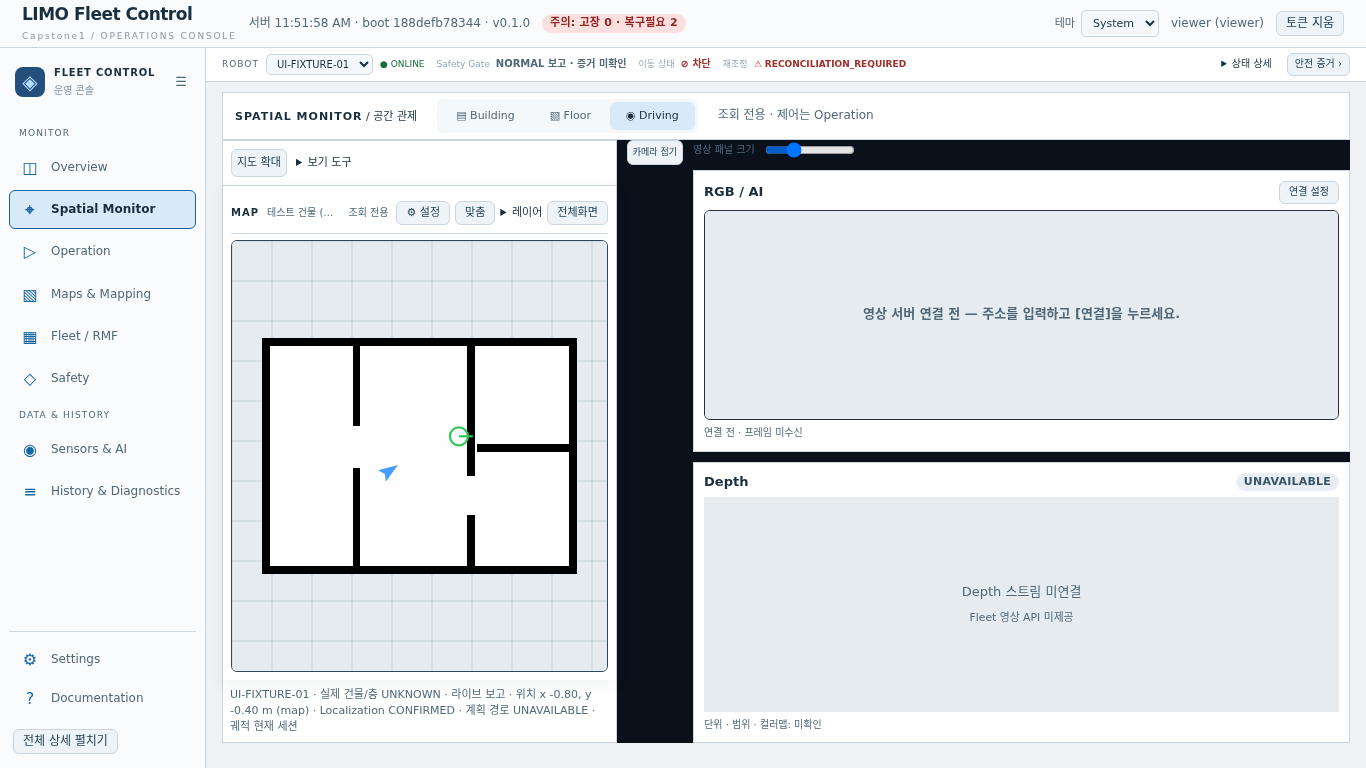 LIMO Fleet Control
Capstone1 / OPERATIONS CONSOLE
서버 11:51:58 AM · boot 188defb78344 · v0.1.0
주의: 고장 0 · 복구필요 2
테마
System
viewer (viewer)
토큰 지움
FLEET CONTROL
운영 콘솔
MONITOR
Overview
Spatial Monitor
Operation
Maps & Mapping
Fleet / RMF
Safety
DATA & HISTORY
Sensors & AI
History & Diagnostics
Settings
Documentation
전체 상세 펼치기
ROBOT
UI-FIXTURE-01
ONLINE
Safety Gate NORMAL 보고 · 증거 미확인
이동 상태 ⊘ 차단
재조정 ⚠ RECONCILIATION_REQUIRED
▶ 상태 상세
안전 증거 ›
SPATIAL MONITOR / 공간 관제
Building
Floor
Driving
조회 전용 · 제어는 Operation
지도 확대
▶ 보기 도구
MAP
테스트 건물 (...
조회 전용
⚙ 설정
맞춤
▶ 레이어
전체화면
UI-FIXTURE-01 · 실제 건물/층 UNKNOWN · 라이브 보고 · 위치 x -0.80, y
-0.40 m (map) · Localization CONFIRMED · 계획 경로 UNAVAILABLE ·
궤적 현재 세션
카메라 접기
영상 패널 크기
RGB / AI
연결 설정
영상 서버 연결 전 — 주소를 입력하고 [연결]을 누르세요.
연결 전 · 프레임 미수신
Depth
UNAVAILABLE
Depth 스트림 미연결
Fleet 영상 API 미제공
단위 · 범위 · 컬러맵: 미확인